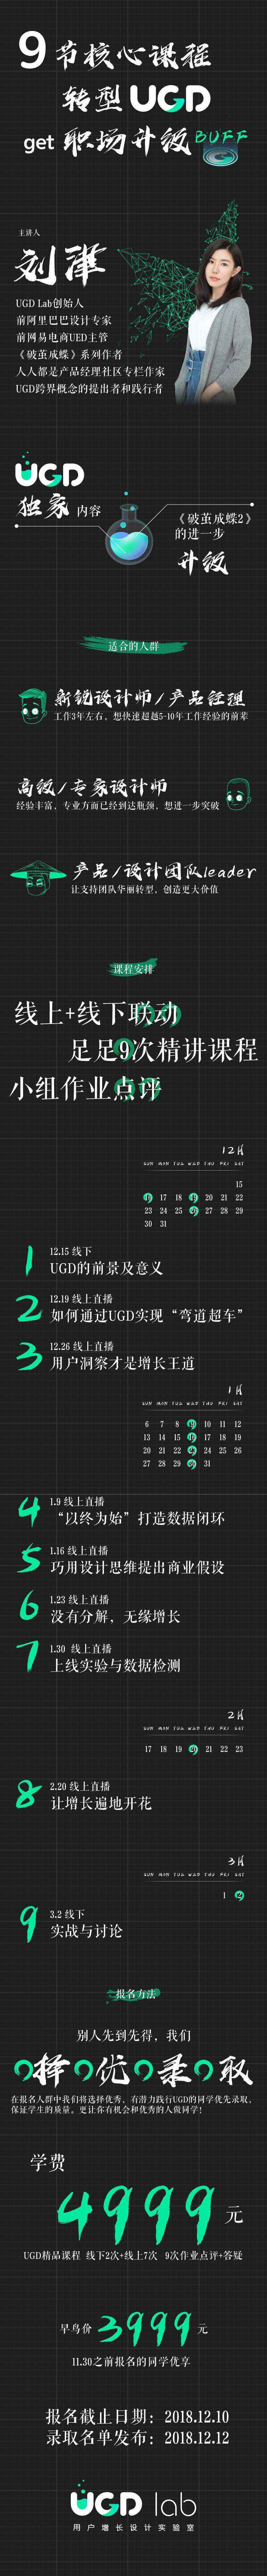 9节核心课程
转型UGD
get职场升级BUFF
主讲人
刘津
UGD Lab创始人
前阿里巴巴设计专家
前网易电商UED主管
《破茧成蝶》系列作者
人人都是产品经理社区专栏作家
UGD跨界概念的提出者和践行者
UGD
独家内容
《破茧成蝶2》
的进一步
升级
适合的人群
新锐设计师/产品经理
工作3年左右，想快速超越5-10年工作经验的前辈
高级/专家设计师
经验丰富，专业方面已经到达瓶颈，想进一步突破
产品/设计团队leader
让支持团队华丽转型，创造更大价值
课程安排
线上+线下联动
足足9次精讲课程
小组作业点评
12月
SUN MON TUE WED THU FRI SAT
15
16 17 18 19 20 21 22
23 24 25 26 27 28 29
30 31
1
12.15 线下
UGD的前景及意义
2
12.19 线上直播
如何通过UGD实现“弯道超车”
3
12.26 线上直播
用户洞察才是增长王道
1月
SUN MON TUE WED THU FRI SAT
6 7 8 9 10 11 12
13 14 15 16 17 18 19
20 21 22 23 24 25 26
27 28 29 30 31
4
1.9 线上直播
“以终为始”打造数据闭环
5
1.16 线上直播
巧用设计思维提出商业假设
6
1.23 线上直播
没有分解，无缘增长
7
1.30 线上直播
上线实验与数据检测
2月
SUN MON TUE WED THU FRI SAT
17 18 19 20 21 22 23
8
2.20 线上直播
让增长遍地开花
3月
SUN MON TUE WED THU FRI SAT
1 2
9
3.2 线下
实战与讨论
报名方法
别人先到先得，我们
择优录取
在报名人群中我们将选择优秀、有潜力践行UGD的同学优先录取，
保证学生的质量。更让你有机会和优秀的人做同学！
学费
4999元
UGD精品课程 线下2次+线上7次 9次作业点评+答疑
早鸟价3999元
11.30之前报名的同学优享
报名截止日期：2018.12.10
录取名单发布：2018.12.12
UGD lab
用户增长设计实验室